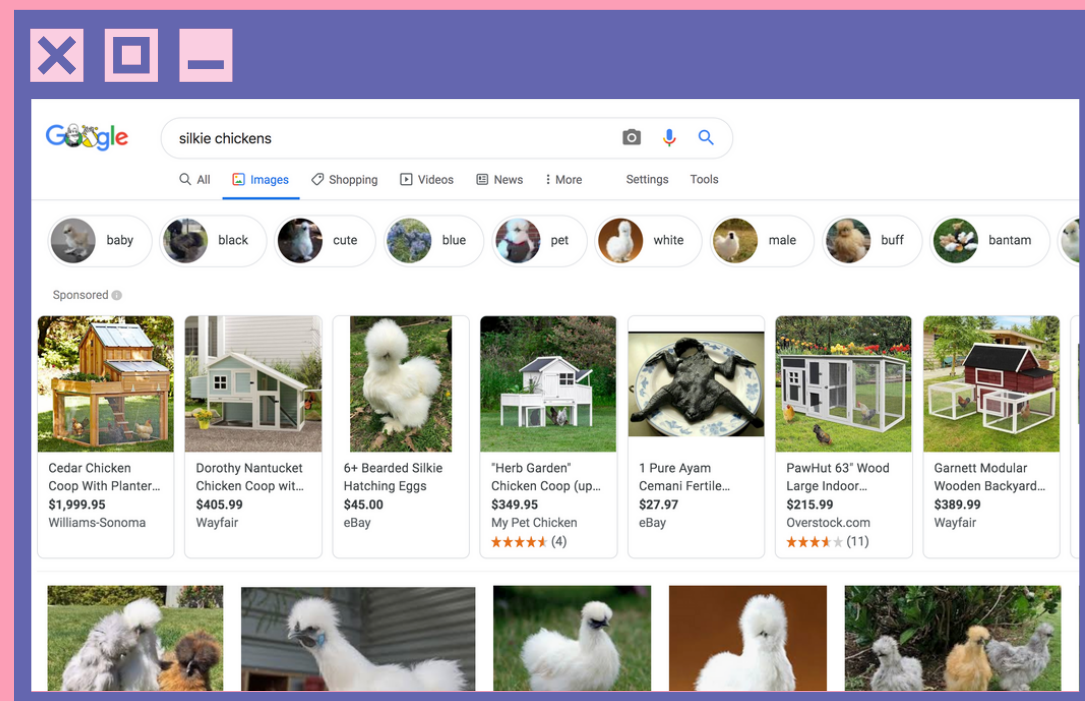 Google
silkie chickens
All Images Shopping Videos News More Settings Tools
baby black cute blue pet white male buff bantam
Sponsored
Cedar Chicken
Coop With Planter...
$1,999.95
Williams-Sonoma
Dorothy Nantucket
Chicken Coop wit...
$405.99
Wayfair
6+ Bearded Silkie
Hatching Eggs
$45.00
eBay
"Herb Garden"
Chicken Coop (up...
$349.95
My Pet Chicken
(4)
1 Pure Ayam
Cemani Fertile...
$27.97
eBay
PawHut 63" Wood
Large Indoor...
$215.99
Overstock.com
(11)
Garnett Modular
Wooden Backyard...
$389.99
Wayfair